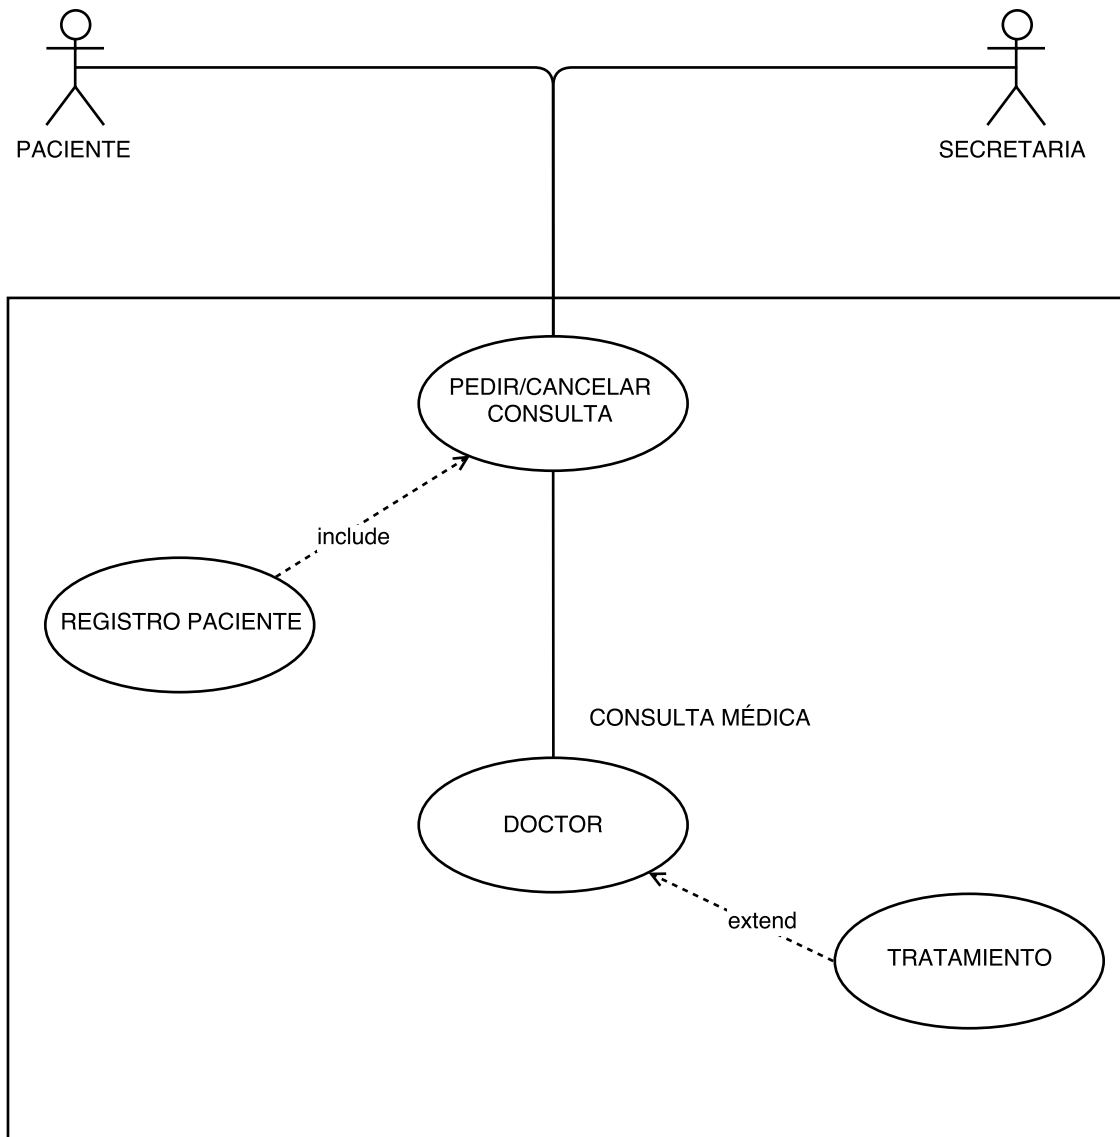 PACIENTE
SECRETARIA
PEDIR/CANCELAR
CONSULTA
include
REGISTRO PACIENTE
CONSULTA MÉDICA
DOCTOR
extend
TRATAMIENTO